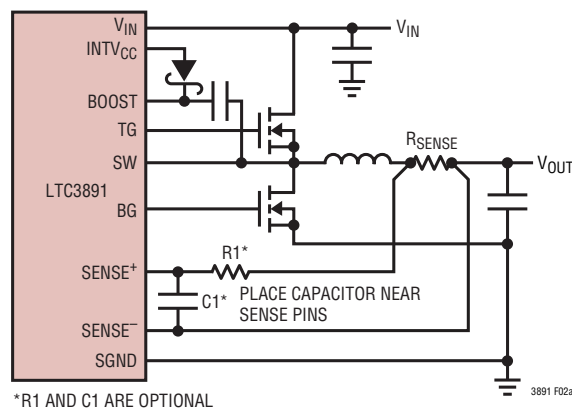 VIN
INTVCC
BOOST
TG
SW
LTC3891
BG
SENSE+
SENSE–
SGND
VIN
RSENSE
VOUT
R1*
C1*
PLACE CAPACITOR NEAR
SENSE PINS
*R1 AND C1 ARE OPTIONAL
3891 F02a